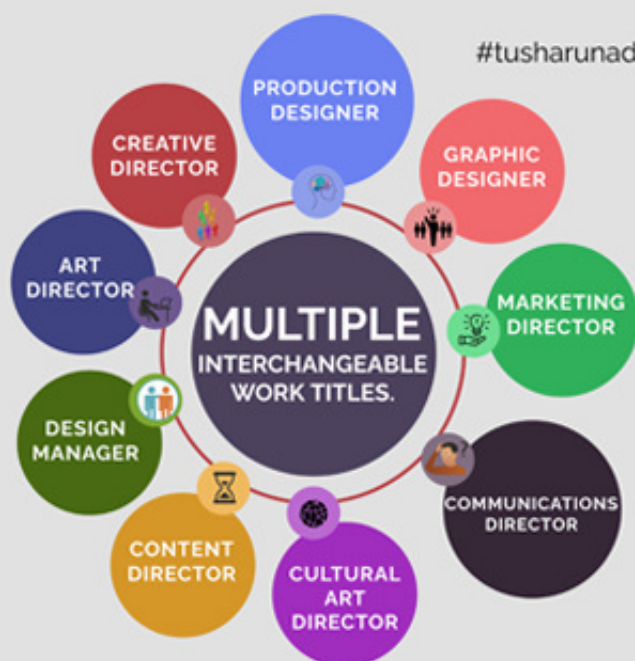 #tusharunad
PRODUCTION
DESIGNER
CREATIVE
DIRECTOR
GRAPHIC
DESIGNER
ART
DIRECTOR
MARKETING
DIRECTOR
MULTIPLE
INTERCHANGEABLE
WORK TITLES.
DESIGN
MANAGER
COMMUNICATIONS
DIRECTOR
CONTENT
DIRECTOR
CULTURAL
ART
DIRECTOR